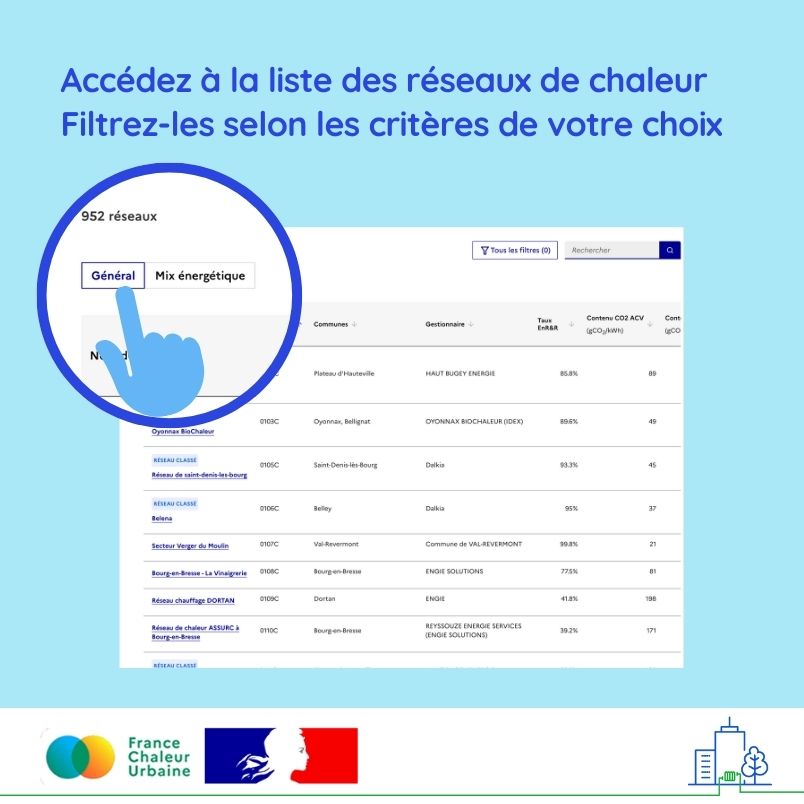 Accédez à la liste des réseaux de chaleur
Filtrez-les selon les critères de votre choix
952 réseaux
Tous les filtres (0)
Rechercher
Général
Mix énergétique
Communes
Gestionnaire
Taux
EnR&R
Contenu CO2 ACV
(gCO₂/kWh)
Cont
(gCO
Plateau d'Hauteville HAUT BUGEY ENERGIE 85.8% 89
Oyonnax BioChaleur 0103C Oyonnax, Bellignat OYONNAX BIOCHALEUR (IDEX) 89.6% 49
RÉSEAU CLASSÉ
Réseau de saint-denis-les-bourg 0105C Saint-Denis-lès-Bourg Dalkia 93.3% 45
RÉSEAU CLASSÉ
Belena 0106C Belley Dalkia 95% 37
Secteur Verger du Moulin 0107C Val-Revermont Commune de VAL-REVERMONT 99.8% 21
Bourg-en-Bresse - La Vinaigrerie 0108C Bourg-en-Bresse ENGIE SOLUTIONS 77.5% 81
Réseau chauffage DORTAN 0109C Dortan ENGIE 41.8% 198
Réseau de chaleur ASSURC à
Bourg-en-Bresse 0110C Bourg-en-Bresse REYSSOUZE ENERGIE SERVICES
(ENGIE SOLUTIONS) 39.2% 171
RÉSEAU CLASSÉ
France
Chaleur
Urbaine